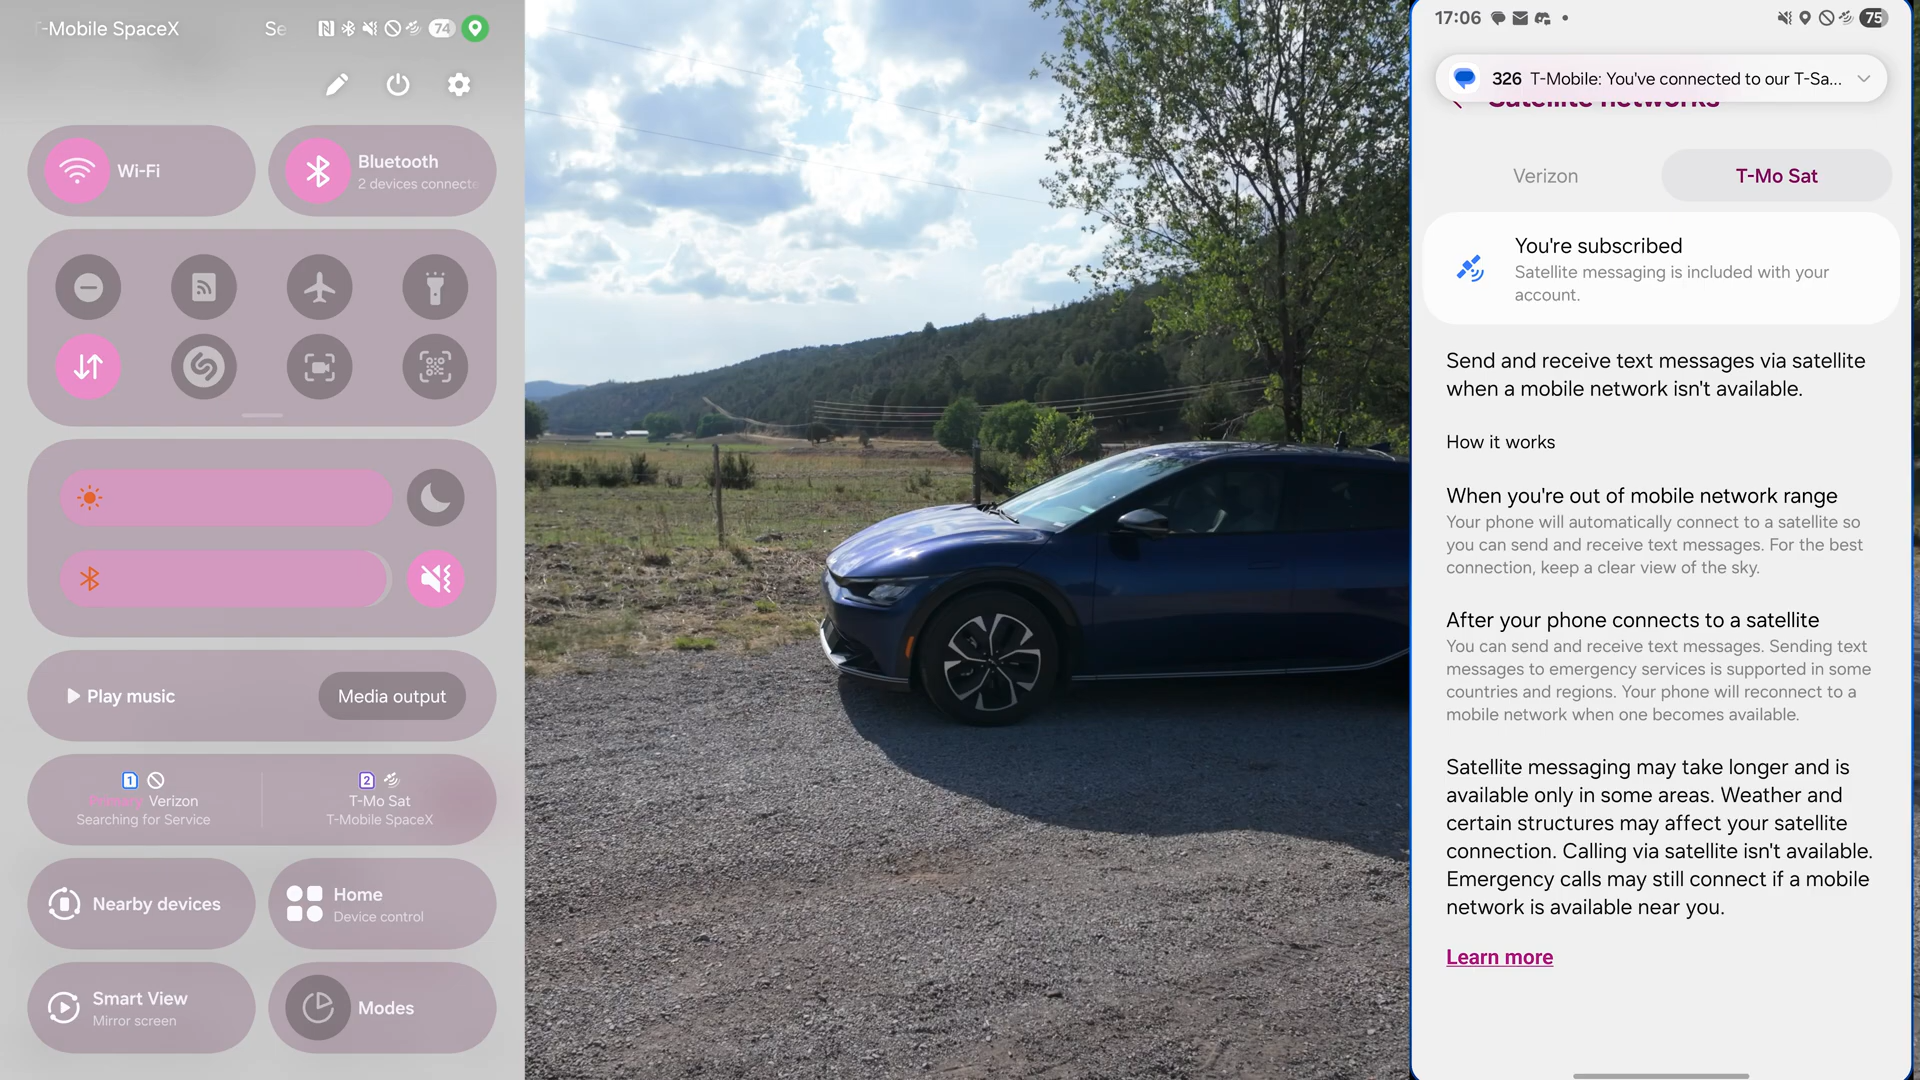 -Mobile SpaceX
Se
74
Wi-Fi
Bluetooth
2 devices connecte
Play music
Media output
1
Primary Verizon
Searching for Service
2
T-Mo Sat
T-Mobile SpaceX
Nearby devices
Home
Device control
Smart View
Mirror screen
Modes
17:06
75
326 T-Mobile: You've connected to our T-Sa...
Satellite networks
Verizon
T-Mo Sat
You're subscribed
Satellite messaging is included with your
account.
Send and receive text messages via satellite
when a mobile network isn't available.
How it works
When you're out of mobile network range
Your phone will automatically connect to a satellite so
you can send and receive text messages. For the best
connection, keep a clear view of the sky.
After your phone connects to a satellite
You can send and receive text messages. Sending text
messages to emergency services is supported in some
countries and regions. Your phone will reconnect to a
mobile network when one becomes available.
Satellite messaging may take longer and is
available only in some areas. Weather and
certain structures may affect your satellite
connection. Calling via satellite isn't available.
Emergency calls may still connect if a mobile
network is available near you.
Learn more